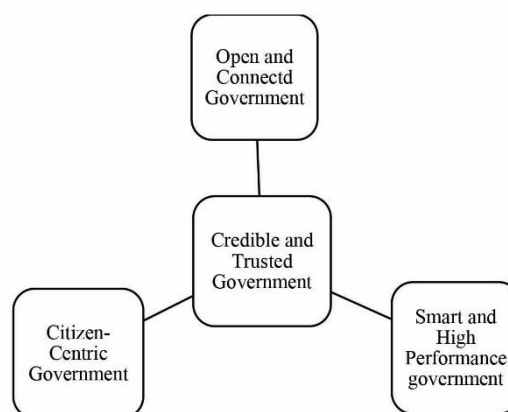 Open and
Connectd
Government
Credible and
Trusted
Government
Citizen-
Centric
Government
Smart and
High
Performance
government